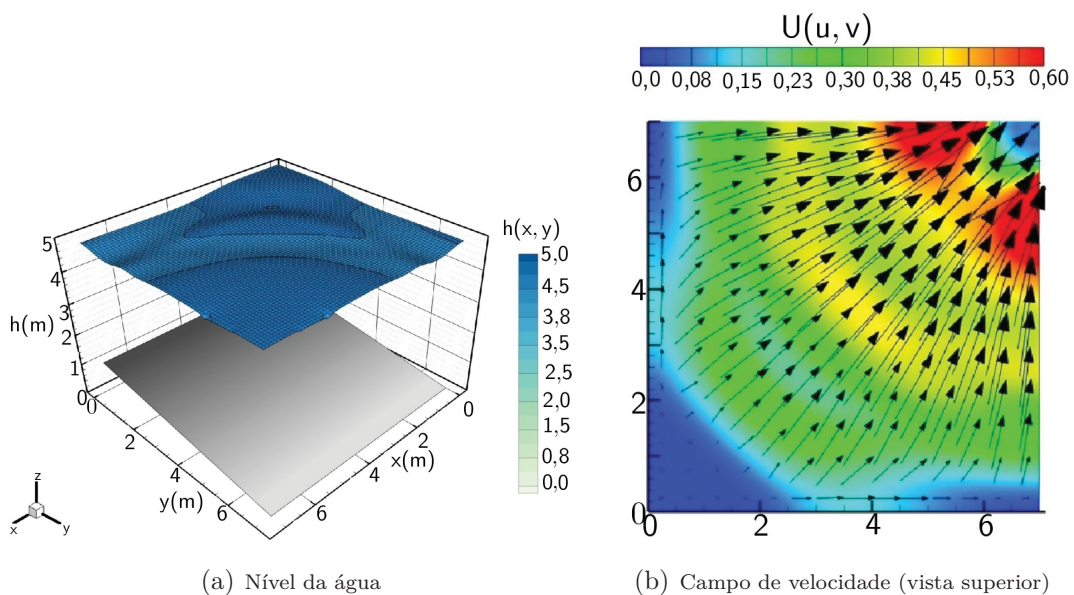 U(u, v)
0,0 0,08 0,15 0,23 0,30 0,38 0,45 0,53 0,60
5
4
3
2
1
0
h(m)
0
2
4
6
y(m)
0
2
4
6
x(m)
h(x, y)
5,0
4,5
3,8
3,5
2,5
2,0
1,5
0,8
0,0
z
x
y
6
4
2
0
0 2 4 6
(a) Nível da água
(b) Campo de velocidade (vista superior)